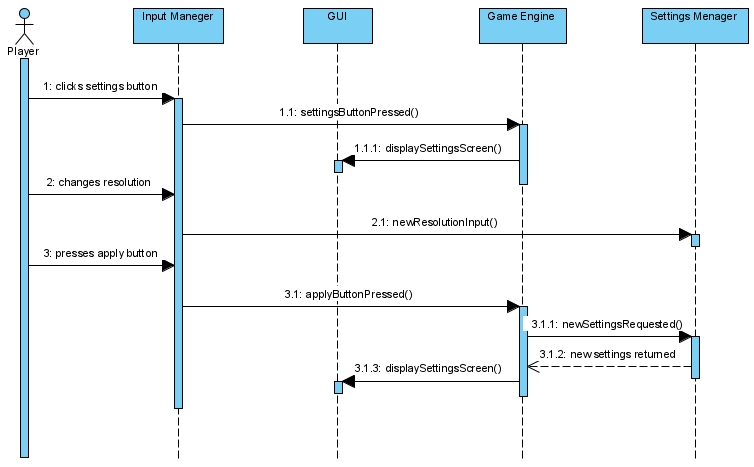 Input Maneger
GUI
Game Engine
Settings Menager
Player
1: clicks settings button
1.1: settingsButtonPressed()
1.1.1: displaySettingsScreen()
2: changes resolution
2.1: newResolutionInput()
3: presses apply button
3.1: applyButtonPressed()
3.1.1: newSettingsRequested()
3.1.2: new settings returned
3.1.3: displaySettingsScreen()